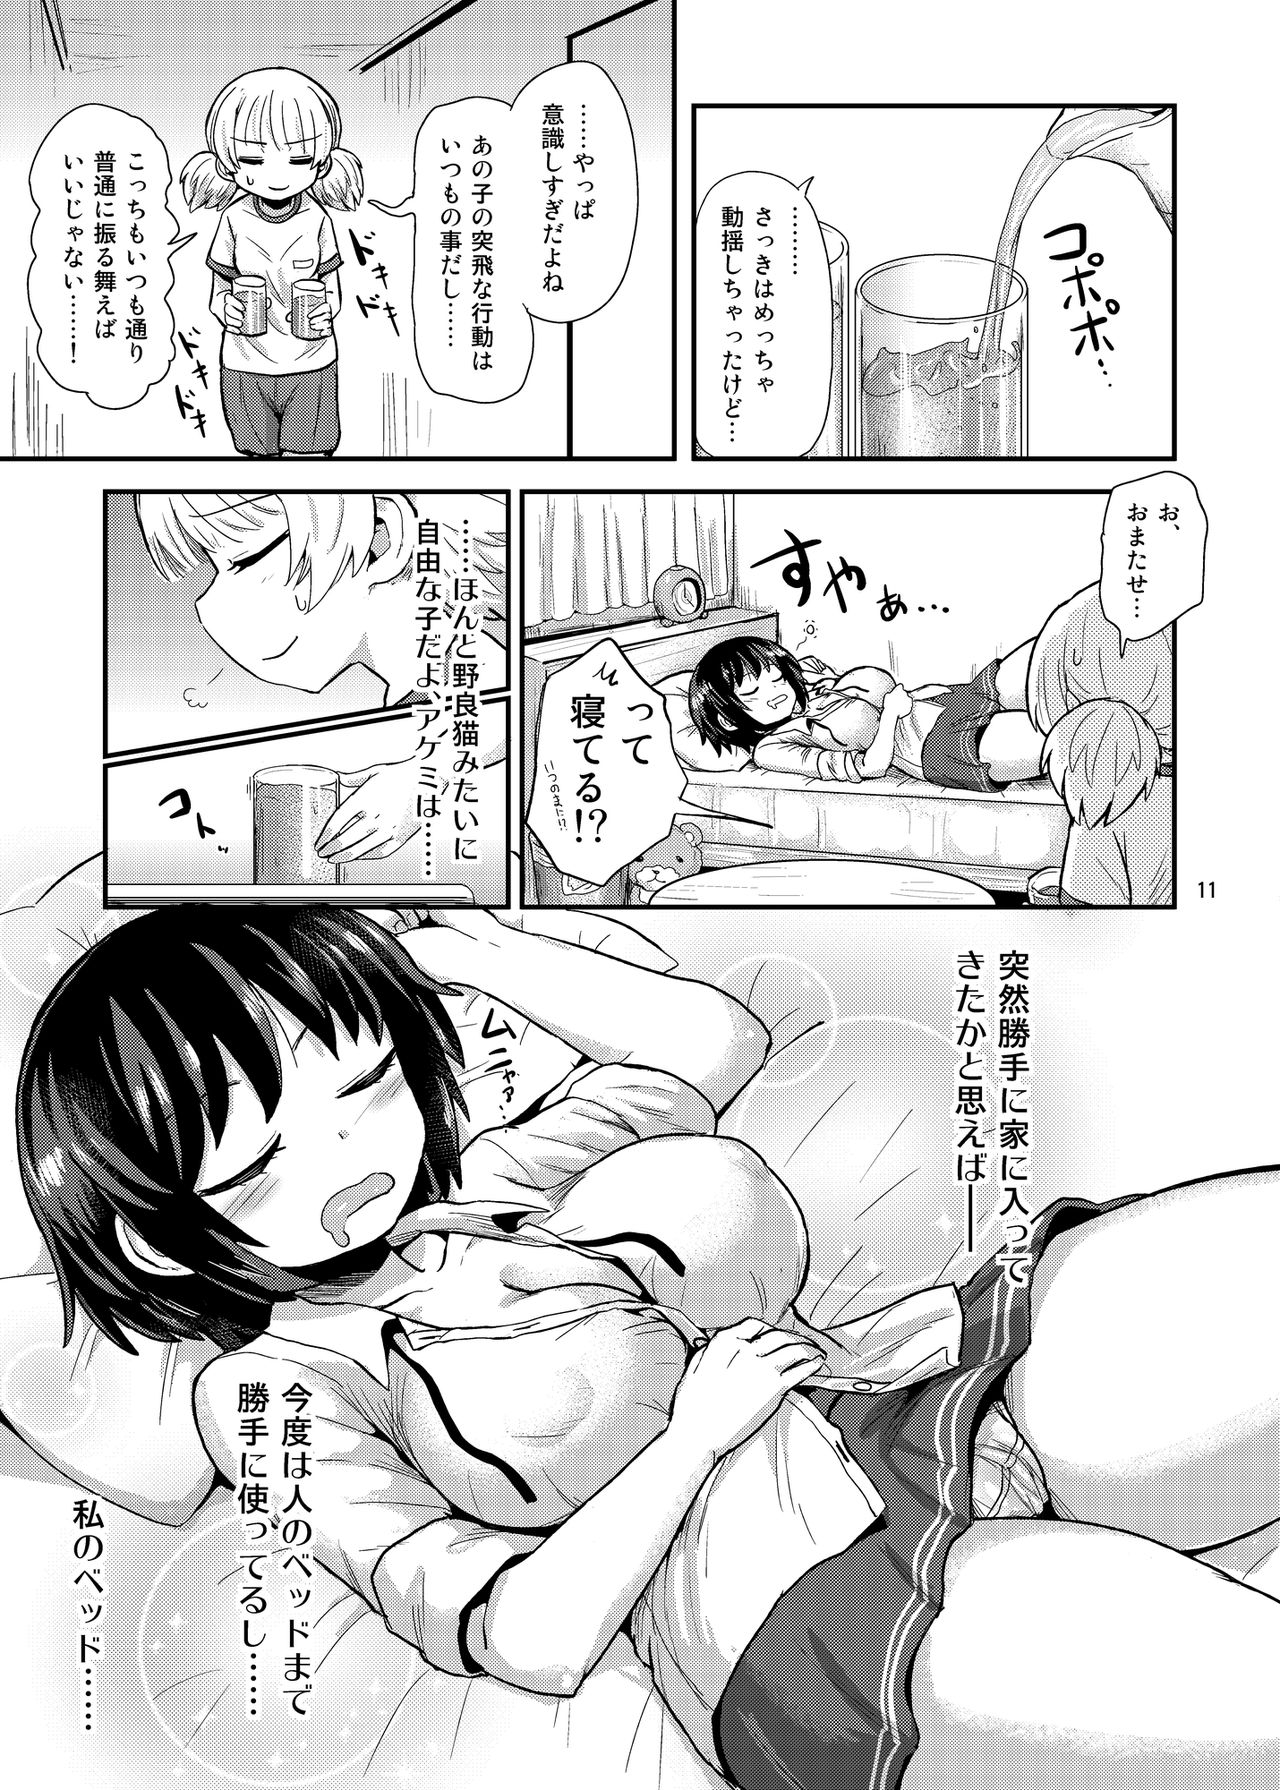 コポポポ…
………
さっきはめっちゃ
動揺しちゃったけど…
……やっぱ
意識しすぎだよね
あの子の突飛な行動は
いつもの事だし……
こっちもいつも通り
普通に振る舞えば
いいじゃない……！
ドキドキ
ドキドキ
お、
おまたせ…
すやぁ…
って
寝てる!?
いつのまに!?
……ほんと野良猫みたいに
自由な子だよ、アケミは……
コトッ
11
突然勝手に家に入って
きたかと思えば──
ムニャァ…
今度は人のベッドまで
勝手に使ってるし……
私のベッド……